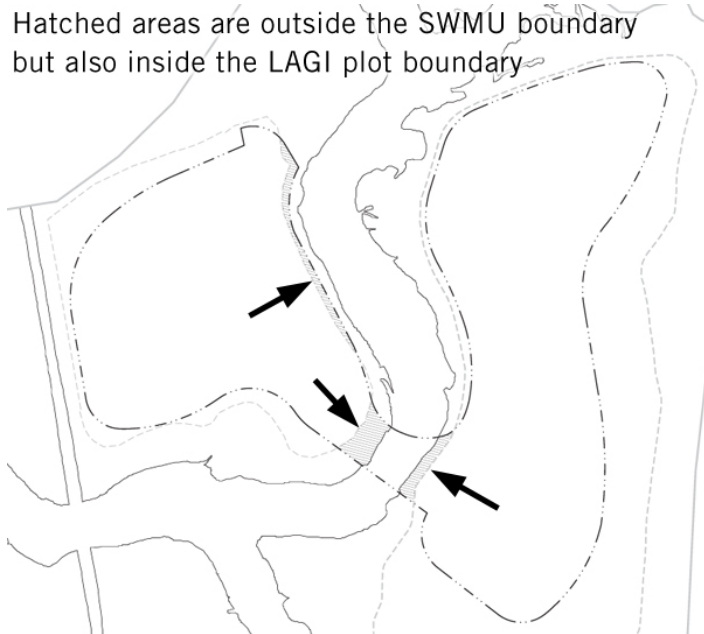 Hatched areas are outside the SWMU boundary
but also inside the LAGI plot boundary